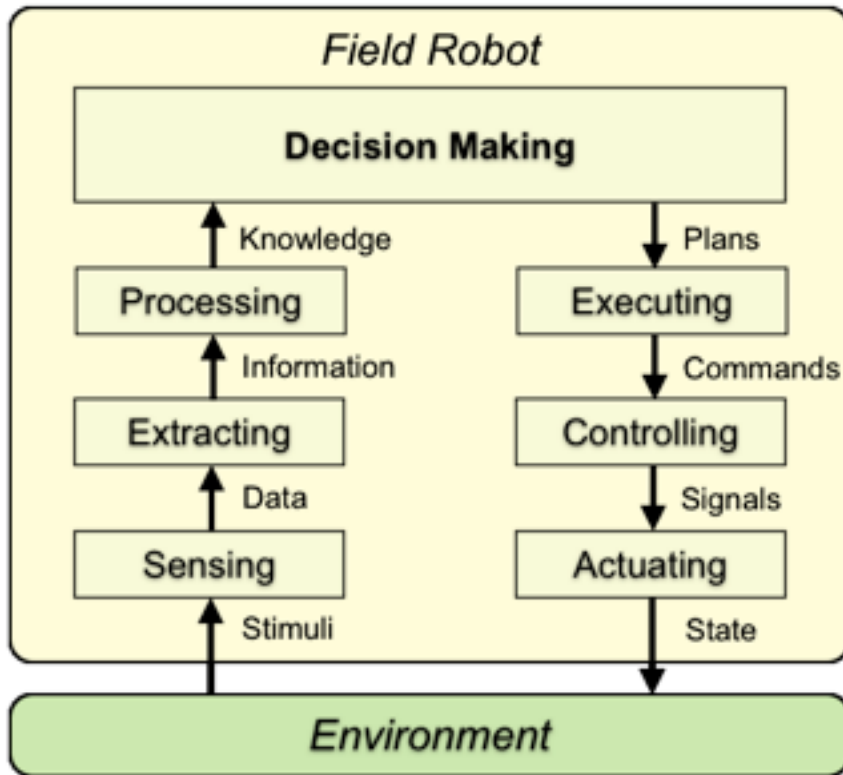 Field Robot
Decision Making
Knowledge
Plans
Processing
Executing
Information
Commands
Extracting
Controlling
Data
Signals
Sensing
Actuating
Stimuli
State
Environment